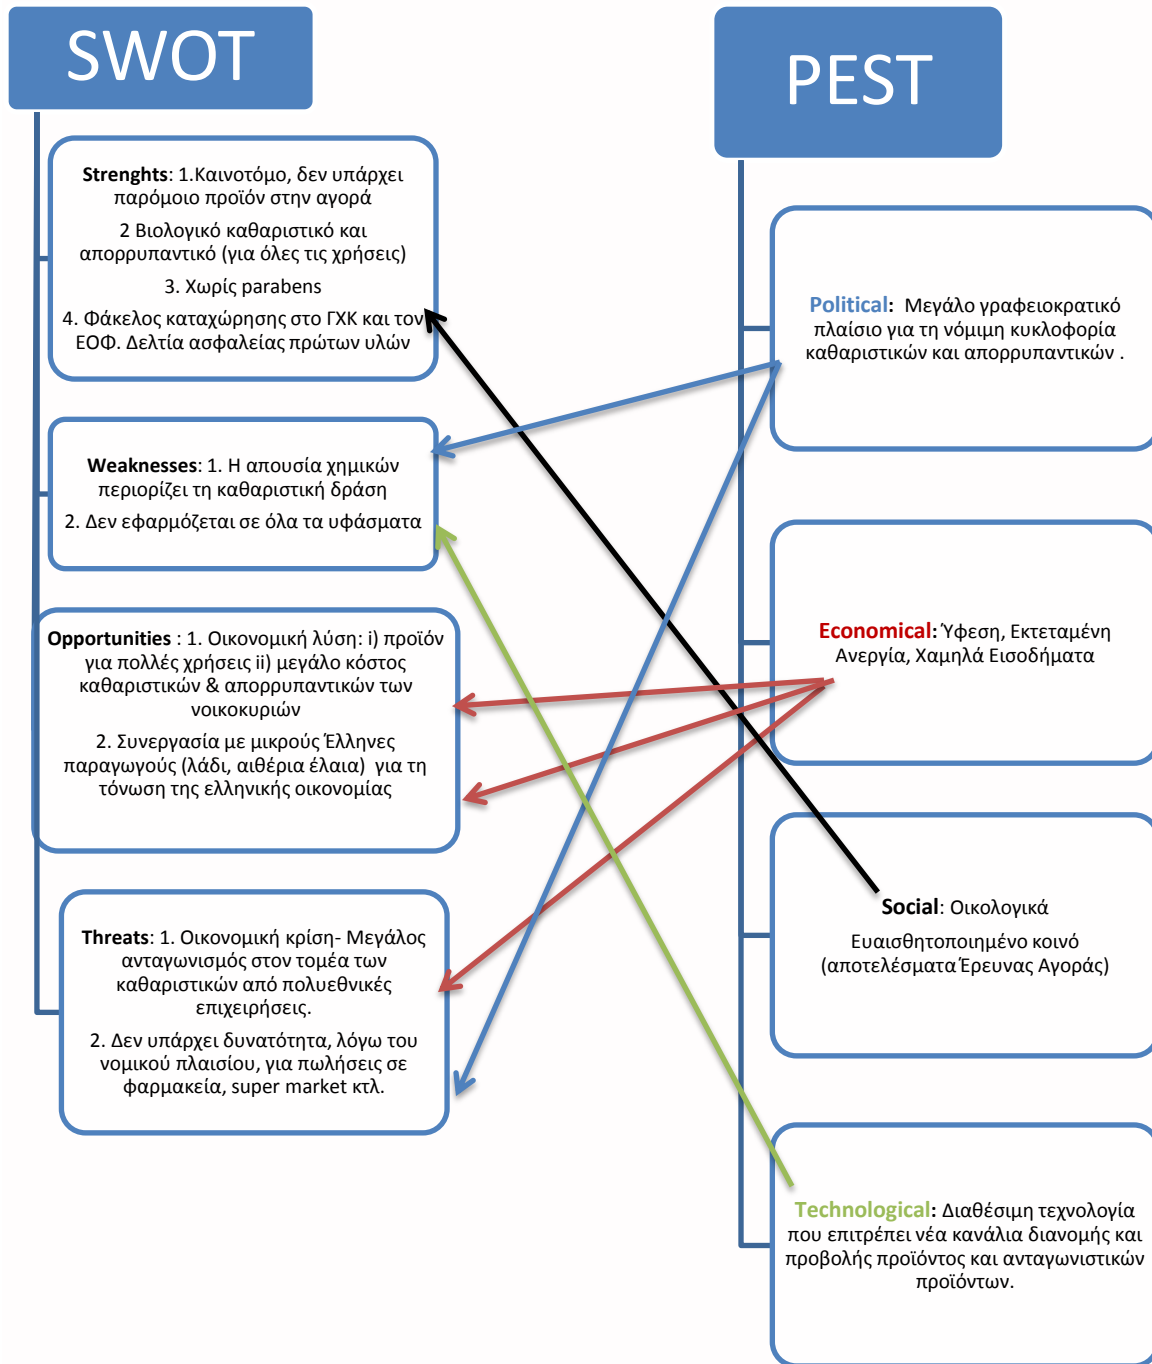 SWOT
Strenghts: 1.Καινοτόμο, δεν υπάρχει
παρόμοιο προϊόν στην αγορά
2 Βιολογικό καθαριστικό και
απορρυπαντικό (για όλες τις χρήσεις)
3. Χωρίς parabens
4. Φάκελος καταχώρησης στο ΓΧΚ και τον
ΕΟΦ. Δελτία ασφαλείας πρώτων υλών
Weaknesses: 1. Η απουσία χημικών
περιορίζει τη καθαριστική δράση
2. Δεν εφαρμόζεται σε όλα τα υφάσματα
Opportunities : 1. Οικονομική λύση: i) προϊόν
για πολλές χρήσεις ii) μεγάλο κόστος
καθαριστικών & απορρυπαντικών των
νοικοκυριών
2. Συνεργασία με μικρούς Έλληνες
παραγωγούς (λάδι, αιθέρια έλαια) για τη
τόνωση της ελληνικής οικονομίας
Threats: 1. Οικονομική κρίση- Μεγάλος
ανταγωνισμός στον τομέα των
καθαριστικών από πολυεθνικές
επιχειρήσεις.
2. Δεν υπάρχει δυνατότητα, λόγω του
νομικού πλαισίου, για πωλήσεις σε
φαρμακεία, super market κτλ.
PEST
Political: Μεγάλο γραφειοκρατικό
πλαίσιο για τη νόμιμη κυκλοφορία
καθαριστικών και απορρυπαντικών .
Economical: Ύφεση, Εκτεταμένη
Ανεργία, Χαμηλά Εισοδήματα
Social: Οικολογικά
Ευαισθητοποιημένο κοινό
(αποτελέσματα Έρευνας Αγοράς)
Technological: Διαθέσιμη τεχνολογία
που επιτρέπει νέα κανάλια διανομής και
προβολής προϊόντος και ανταγωνιστικών
προϊόντων.